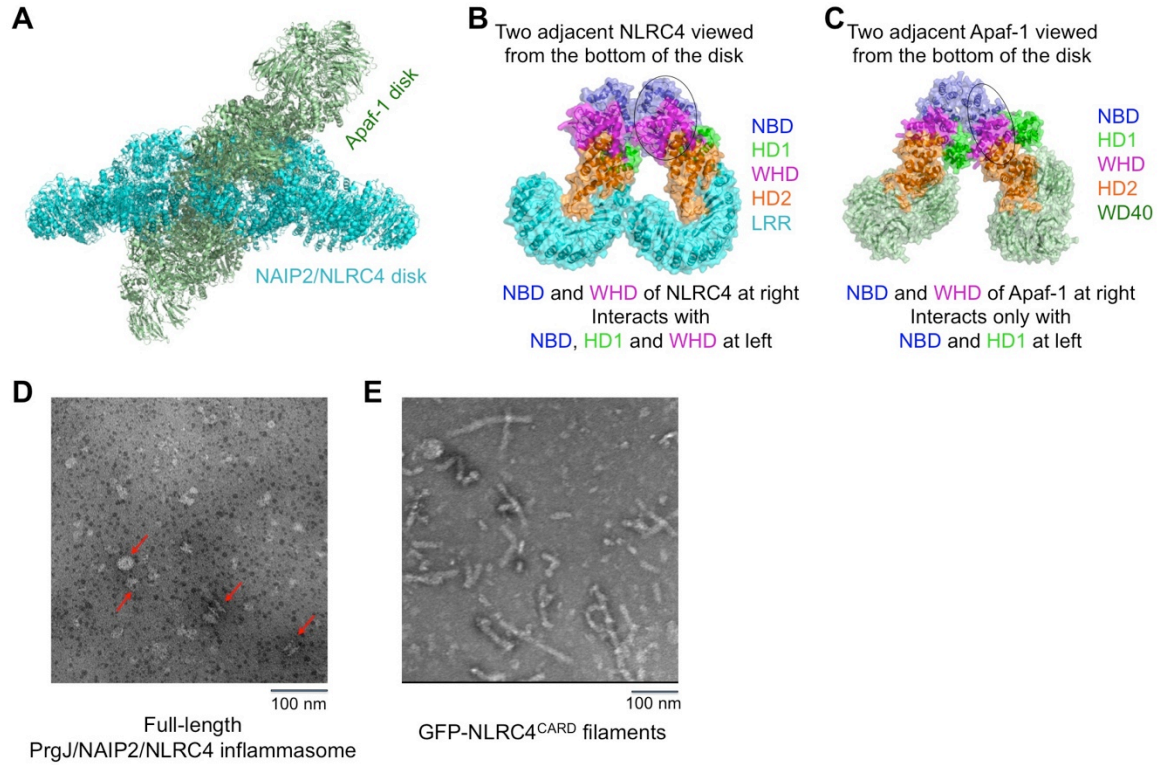 A
Apaf-1 disk
NAIP2/NLRC4 disk
B
Two adjacent NLRC4 viewed
from the bottom of the disk
NBD
HD1
WHD
HD2
LRR
NBD and WHD of NLRC4 at right
Interacts with
NBD, HD1 and WHD at left
C
Two adjacent Apaf-1 viewed
from the bottom of the disk
NBD
HD1
WHD
HD2
WD40
NBD and WHD of Apaf-1 at right
Interacts only with
NBD and HD1 at left
D
100 nm
Full-length
PrgJ/NAIP2/NLRC4 inflammasome
E
100 nm
GFP-NLRC4CARD filaments